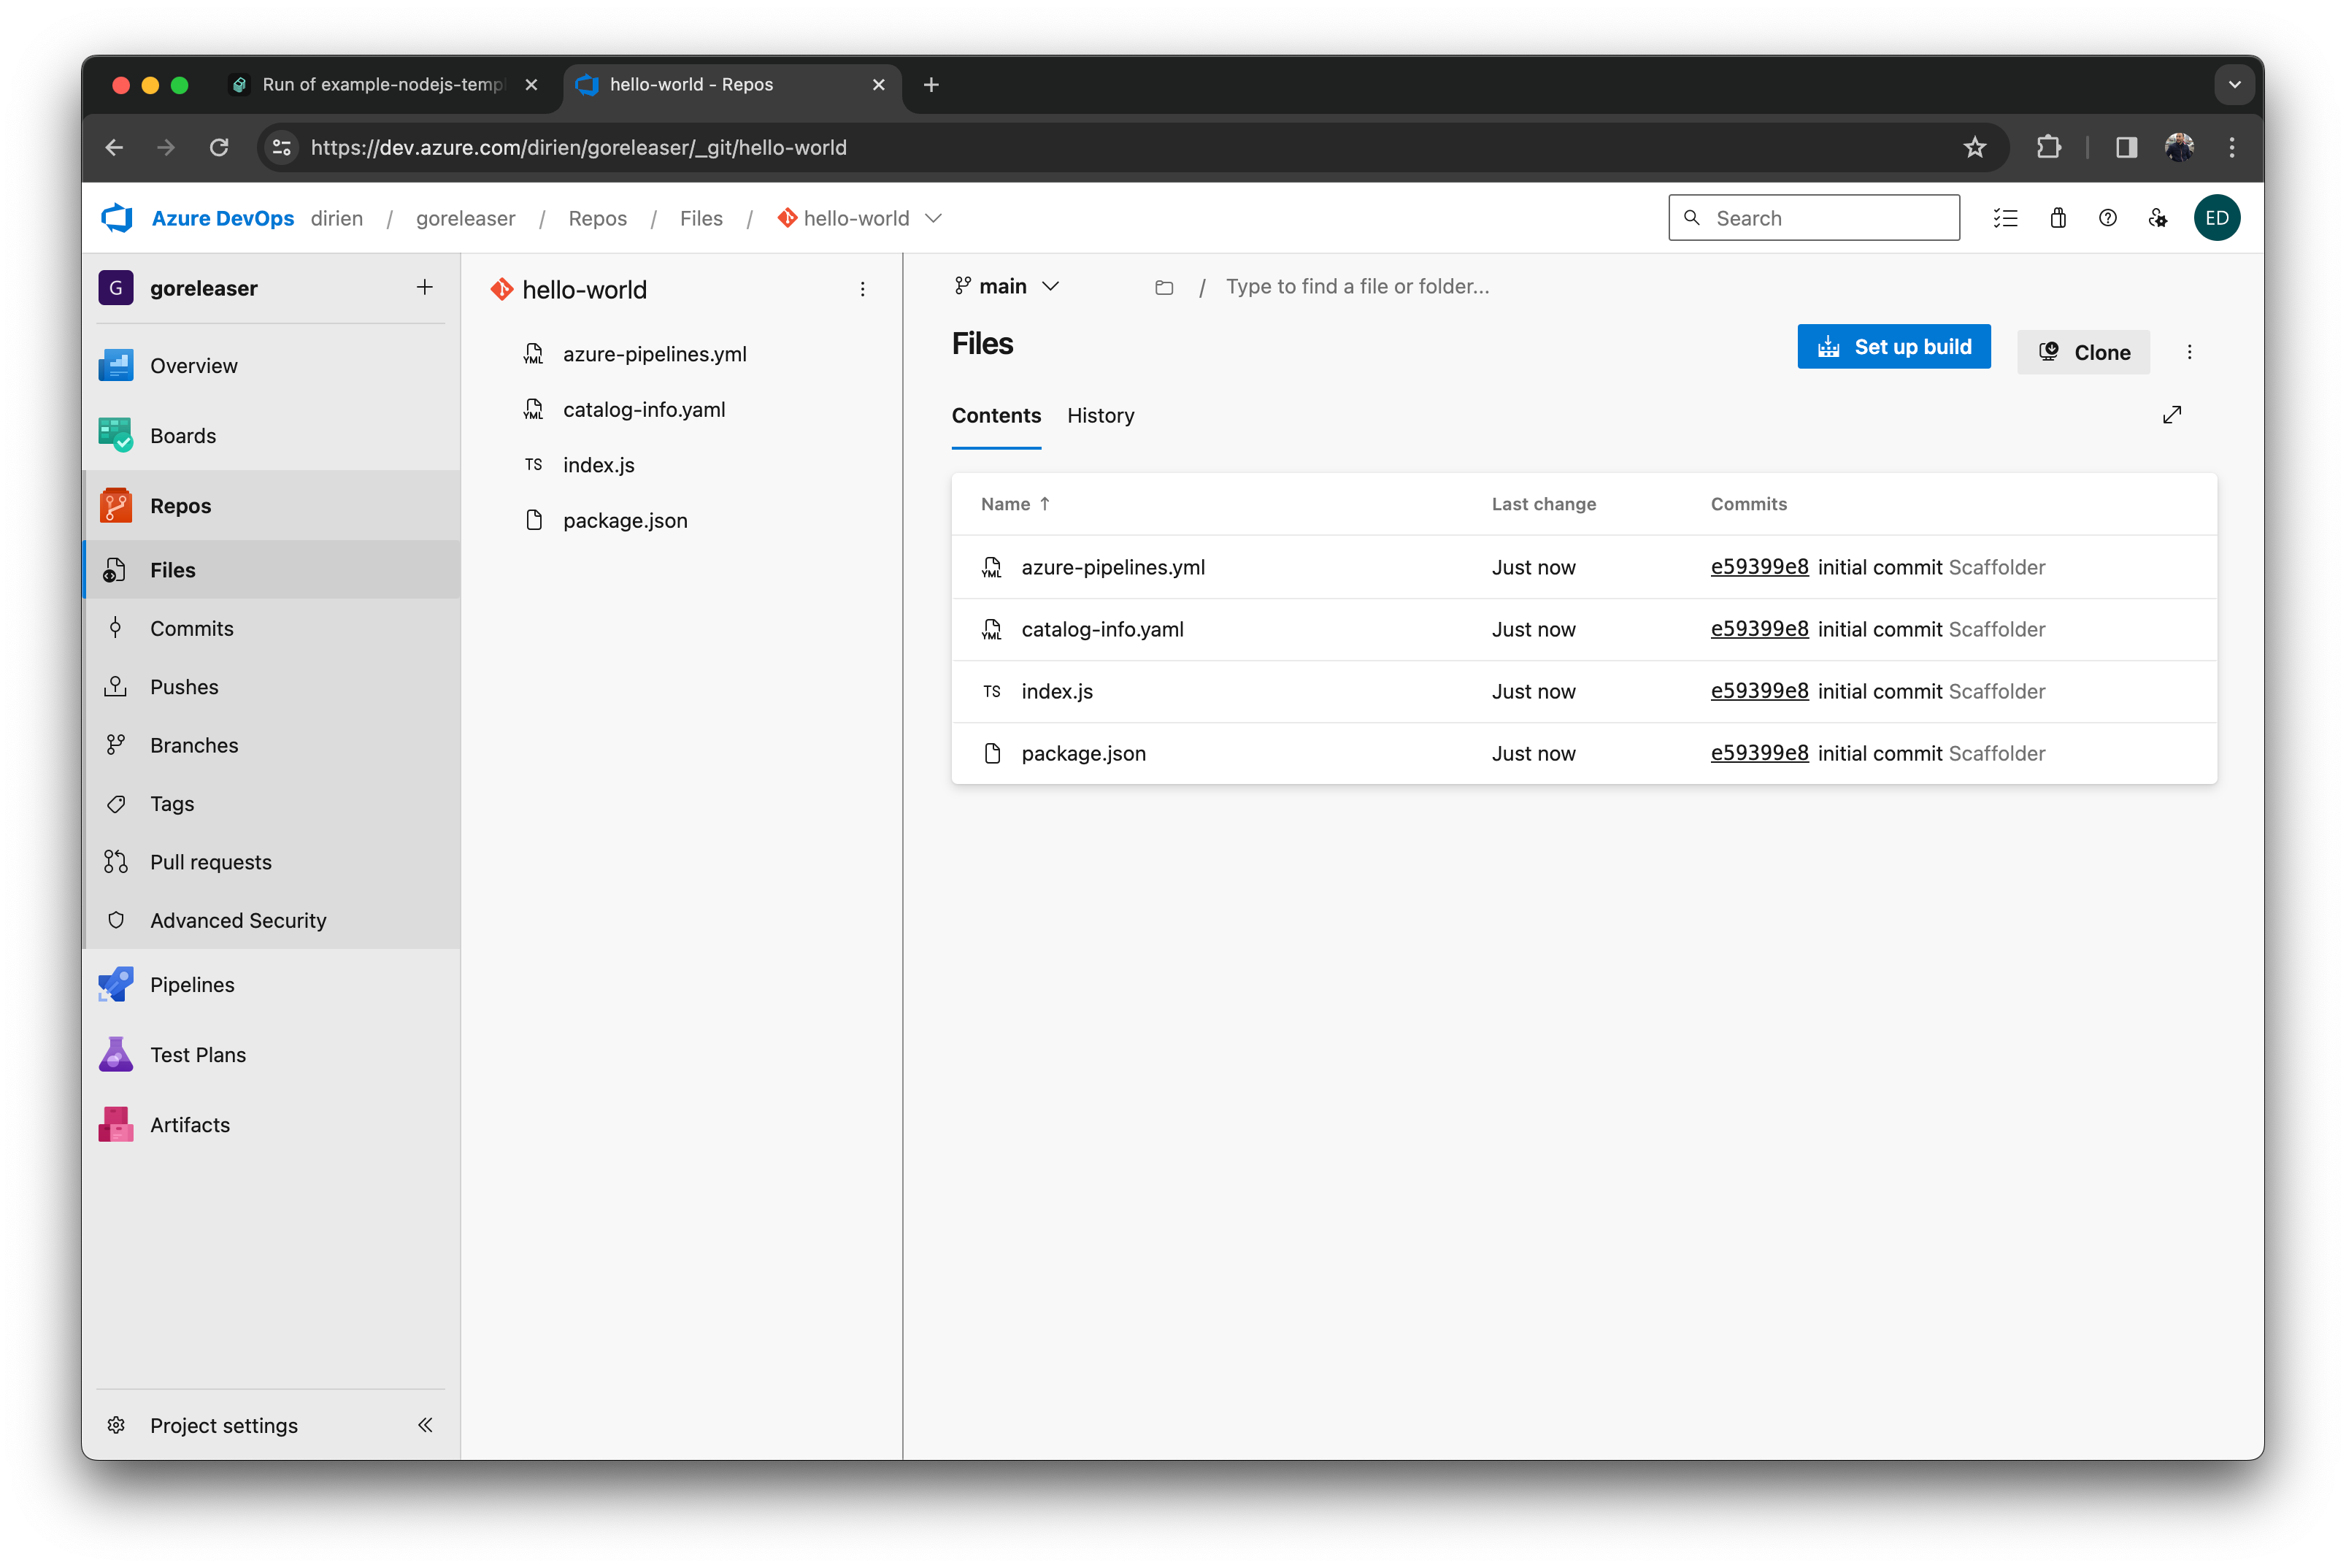 Run of example-nodejs-temp
hello-world - Repos
https://dev.azure.com/dirien/goreleaser/_git/hello-world
Azure DevOps dirien / goreleaser / Repos / Files / hello-world
Search
ED
G goreleaser
Overview
Boards
Repos
Files
Commits
Pushes
Branches
Tags
Pull requests
Advanced Security
Pipelines
Test Plans
Artifacts
Project settings
hello-world
YML azure-pipelines.yml
YML catalog-info.yaml
TS index.js
package.json
main / Type to find a file or folder...
Files
Set up build
Clone
Contents History
Name Last change Commits
YML azure-pipelines.yml Just now e59399e8 initial commit Scaffolder
YML catalog-info.yaml Just now e59399e8 initial commit Scaffolder
TS index.js Just now e59399e8 initial commit Scaffolder
package.json Just now e59399e8 initial commit Scaffolder